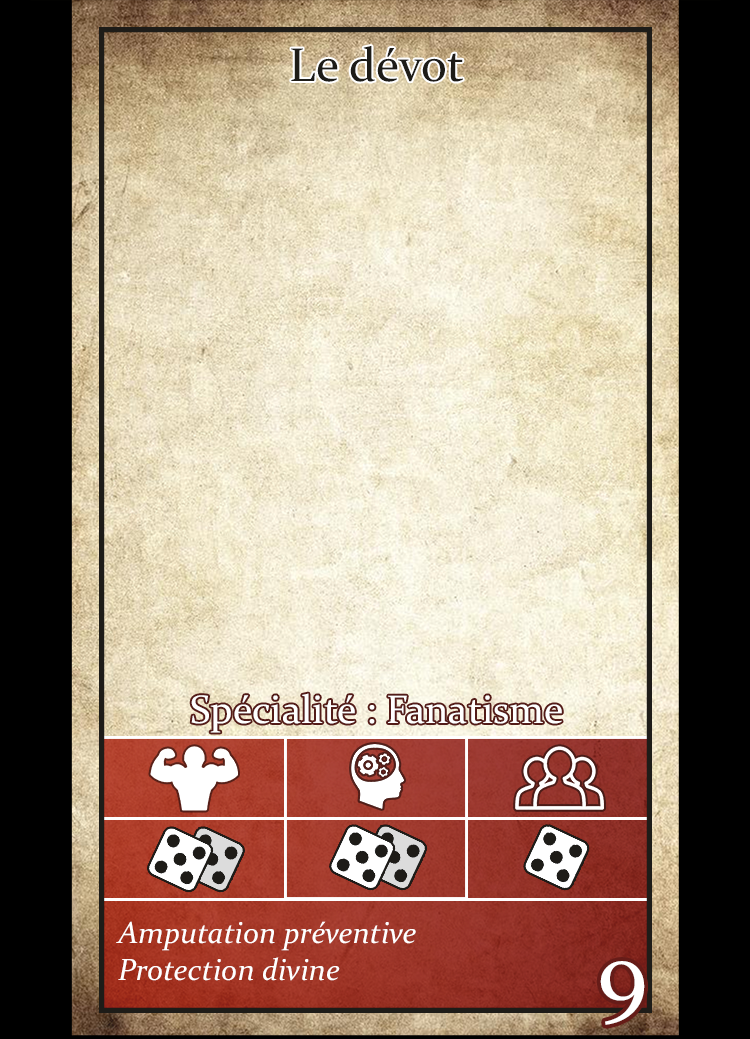 Le dévot
Spécialité : Fanatisme
Amputation préventive
Protection divine
9